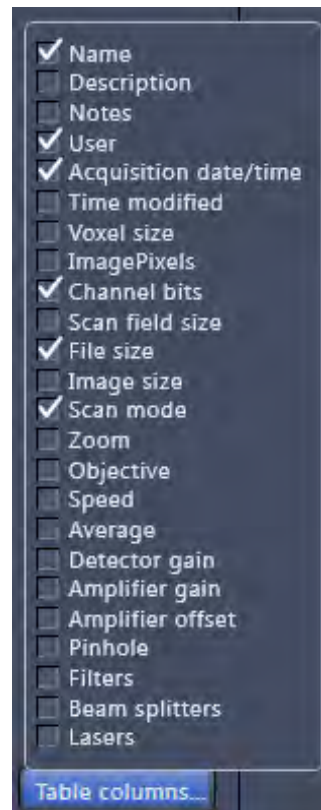 Name
Description
Notes
User
Acquisition date/time
Time modified
Voxel size
ImagePixels
Channel bits
Scan field size
File size
Image size
Scan mode
Zoom
Objective
Speed
Average
Detector gain
Amplifier gain
Amplifier offset
Pinhole
Filters
Beam splitters
Lasers
Table columns...